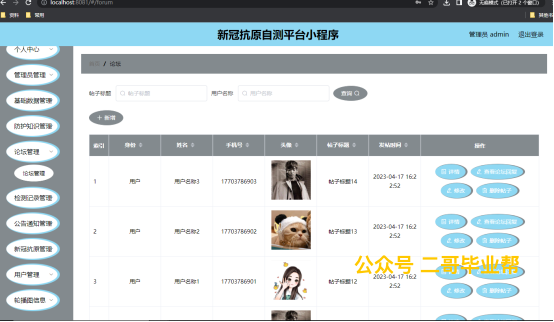 localhost:8081/#/forum
无痕模式（已打开 2 个窗口）
资料
常用
其他书
新冠抗原自测平台小程序
管理员 admin
退出登录
个人中心
管理员管理
基础数据管理
防护知识管理
论坛管理
论坛管理
检测记录管理
公告通知管理
新冠抗原管理
用户管理
轮播图信息
/ 论坛
帖子标题 帖子标题 用户名称 用户名称 查询
+ 新增
索引 身份 姓名 手机号 头像 帖子标题 发帖时间 操作
1 用户 用户名称3 17703786903 帖子标题14 2023-04-17 16:22:52
详情 查看论坛回复
修改 删除帖子
2 用户 用户名称2 17703786902 帖子标题13 2023-04-17 16:22:52
详情 查看论坛回复
修改 删除帖子
3 用户 用户名称1 17703786901 帖子标题12 2023-04-17 16:22:52
详情 查看论坛回复
修改 删除帖子
公众号 二哥毕业帮